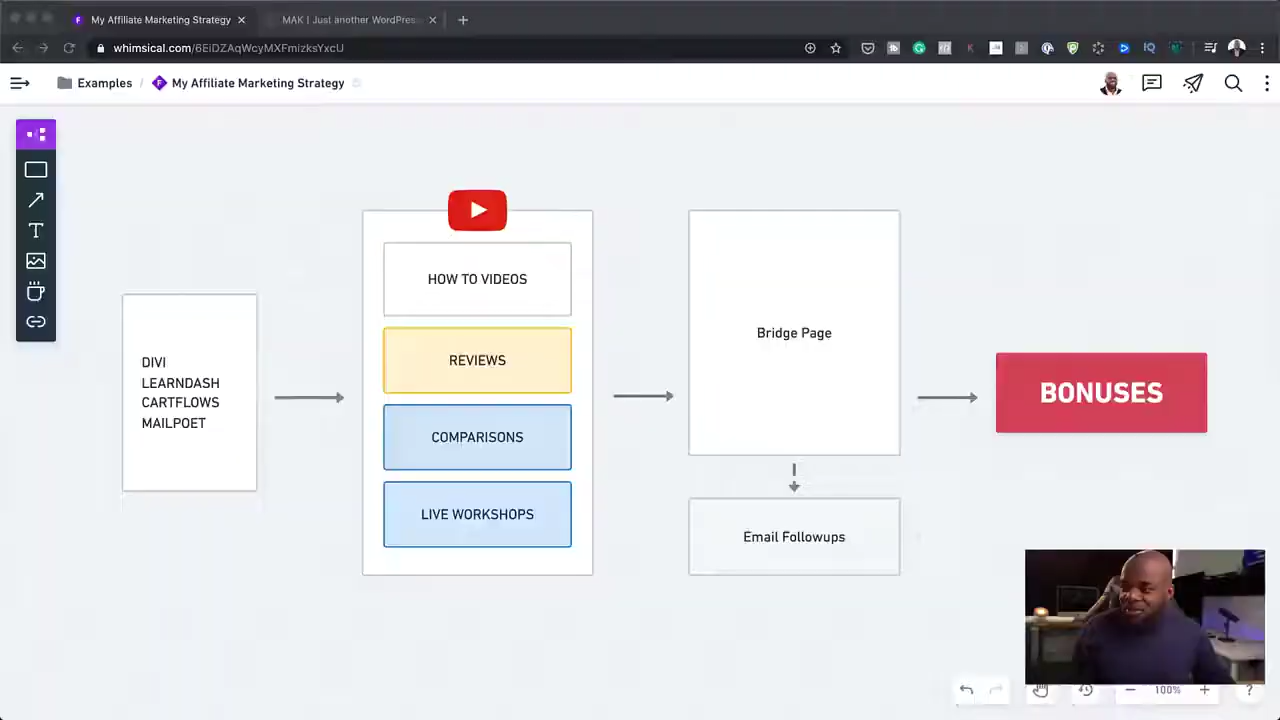 My Affiliate Marketing Strategy
MAK | Just another WordPres
whimsical.com/6EiDZAqWcyMXFmizksYxcU
Examples / My Affiliate Marketing Strategy
HOW TO VIDEOS
REVIEWS
COMPARISONS
LIVE WORKSHOPS
DIVI
LEARNDASH
CARTFLOWS
MAILPOET
Bridge Page
Email Followups
BONUSES
100%